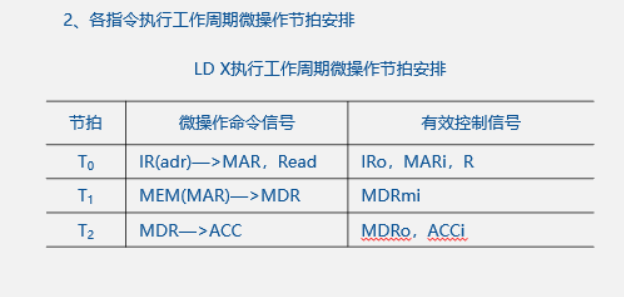 2、各指令执行工作周期微操作节拍安排
LD X执行工作周期微操作节拍安排
节拍 微操作命令信号 有效控制信号
T₀ IR(adr)—>MAR，Read IRo，MARi，R
T₁ MEM(MAR)—>MDR MDRmi
T₂ MDR—>ACC MDRo，ACCi